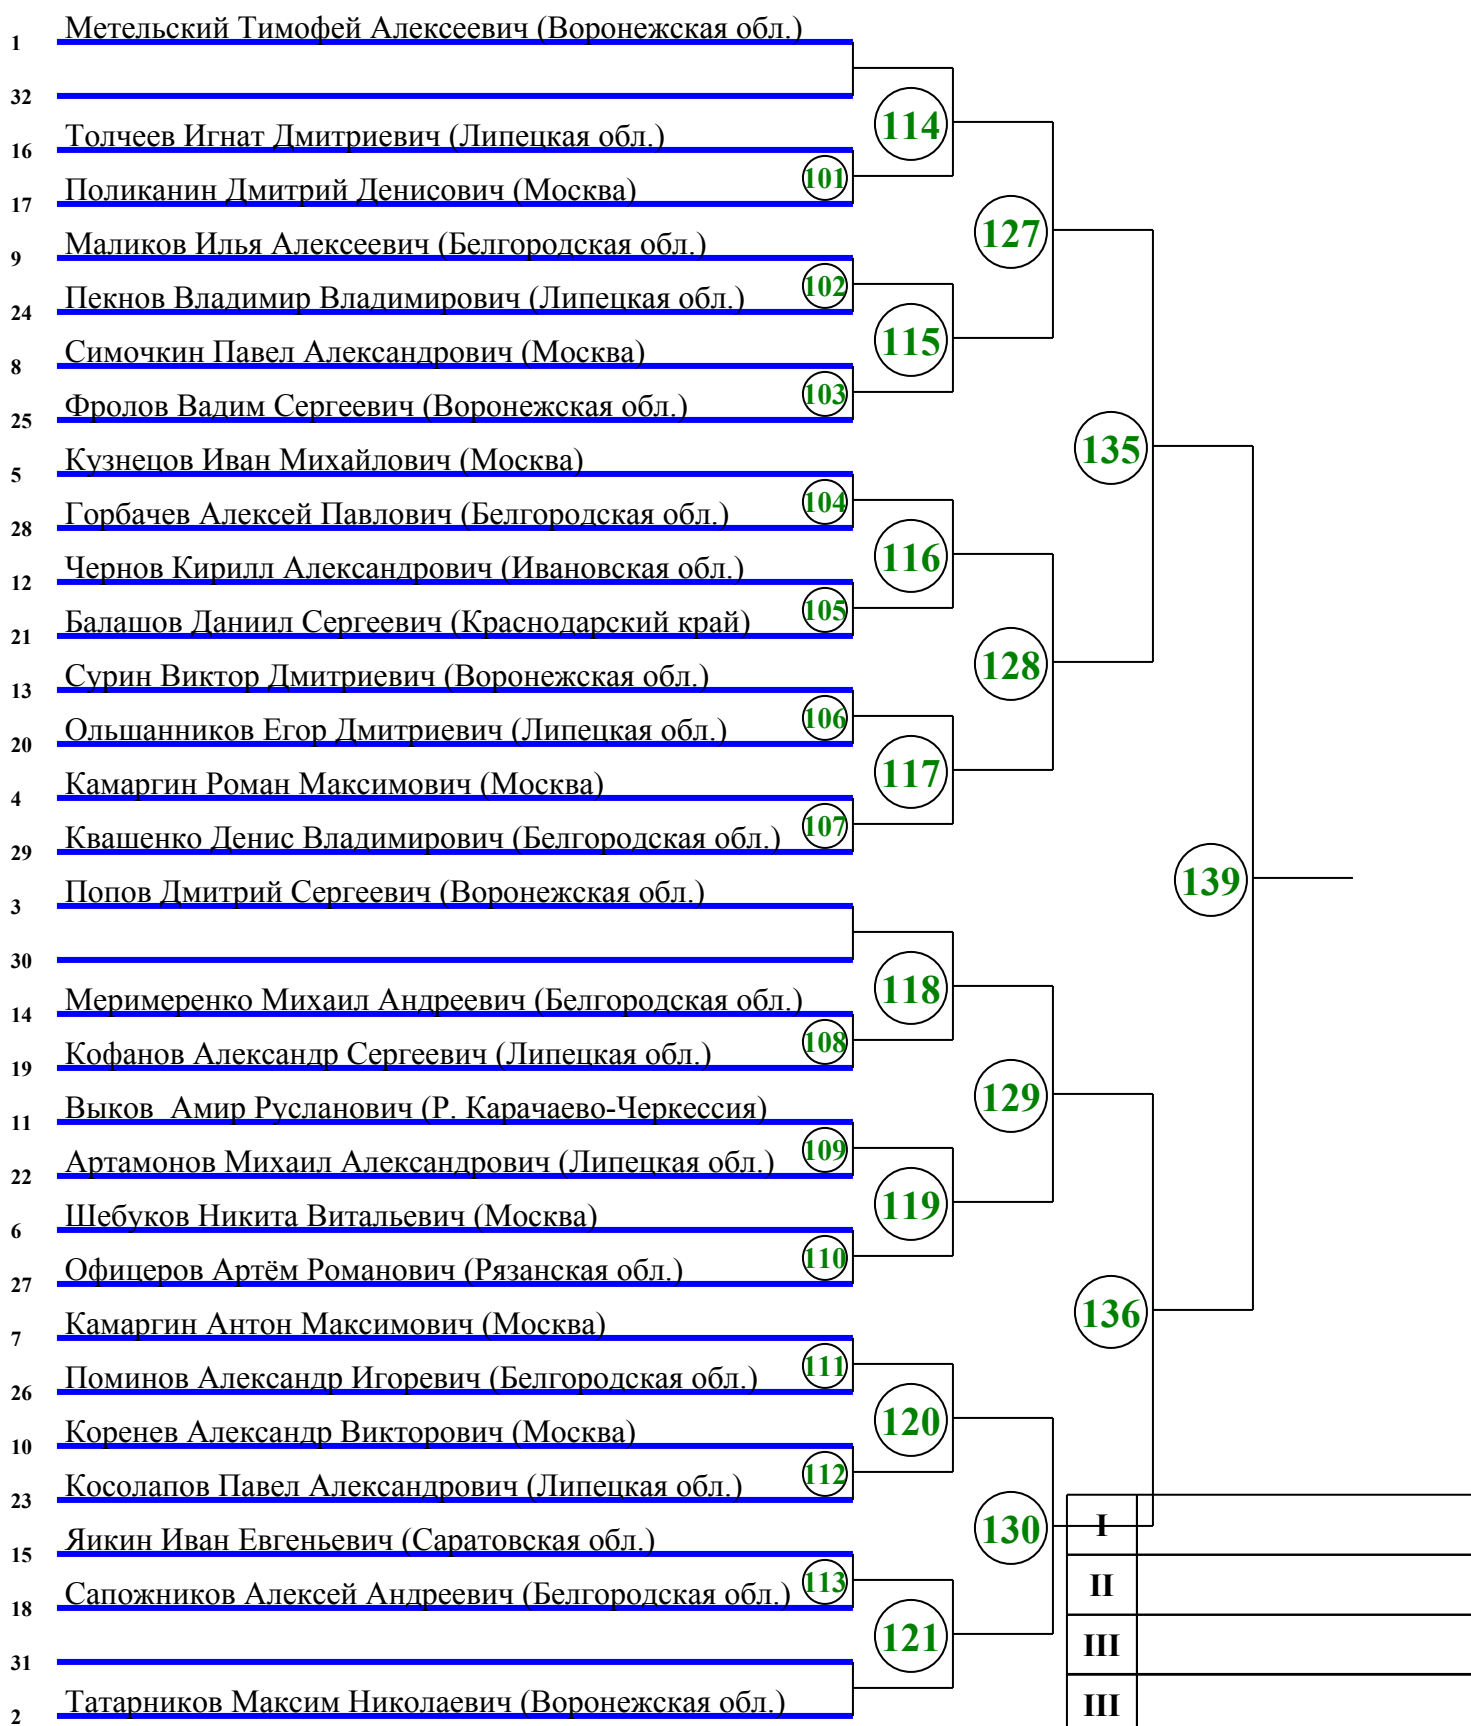 1 Метельский Тимофей Алексеевич (Воронежская обл.)
32
114
16 Толчеев Игнат Дмитриевич (Липецкая обл.)
101
17 Поликанин Дмитрий Денисович (Москва)
127
9 Маликов Илья Алексеевич (Белгородская обл.)
102
24 Пекнов Владимир Владимирович (Липецкая обл.)
115
8 Симочкин Павел Александрович (Москва)
103
25 Фролов Вадим Сергеевич (Воронежская обл.)
135
5 Кузнецов Иван Михайлович (Москва)
104
28 Горбачев Алексей Павлович (Белгородская обл.)
116
12 Чернов Кирилл Александрович (Ивановская обл.)
105
21 Балашов Даниил Сергеевич (Краснодарский край)
128
13 Сурин Виктор Дмитриевич (Воронежская обл.)
106
20 Ольшанников Егор Дмитриевич (Липецкая обл.)
117
4 Камаргин Роман Максимович (Москва)
107
29 Квашенко Денис Владимирович (Белгородская обл.)
139
3 Попов Дмитрий Сергеевич (Воронежская обл.)
30
118
14 Меримеренко Михаил Андреевич (Белгородская обл.)
108
19 Кофанов Александр Сергеевич (Липецкая обл.)
129
11 Выков  Амир Русланович (Р. Карачаево-Черкессия)
109
22 Артамонов Михаил Александрович (Липецкая обл.)
119
6 Шебуков Никита Витальевич (Москва)
110
27 Офицеров Артём Романович (Рязанская обл.)
136
7 Камаргин Антон Максимович (Москва)
111
26 Поминов Александр Игоревич (Белгородская обл.)
120
10 Коренев Александр Викторович (Москва)
112
23 Косолапов Павел Александрович (Липецкая обл.)
130
I
15 Яикин Иван Евгеньевич (Саратовская обл.)
113
II
18 Сапожников Алексей Андреевич (Белгородская обл.)
121
III
31
2 Татарников Максим Николаевич (Воронежская обл.)
III